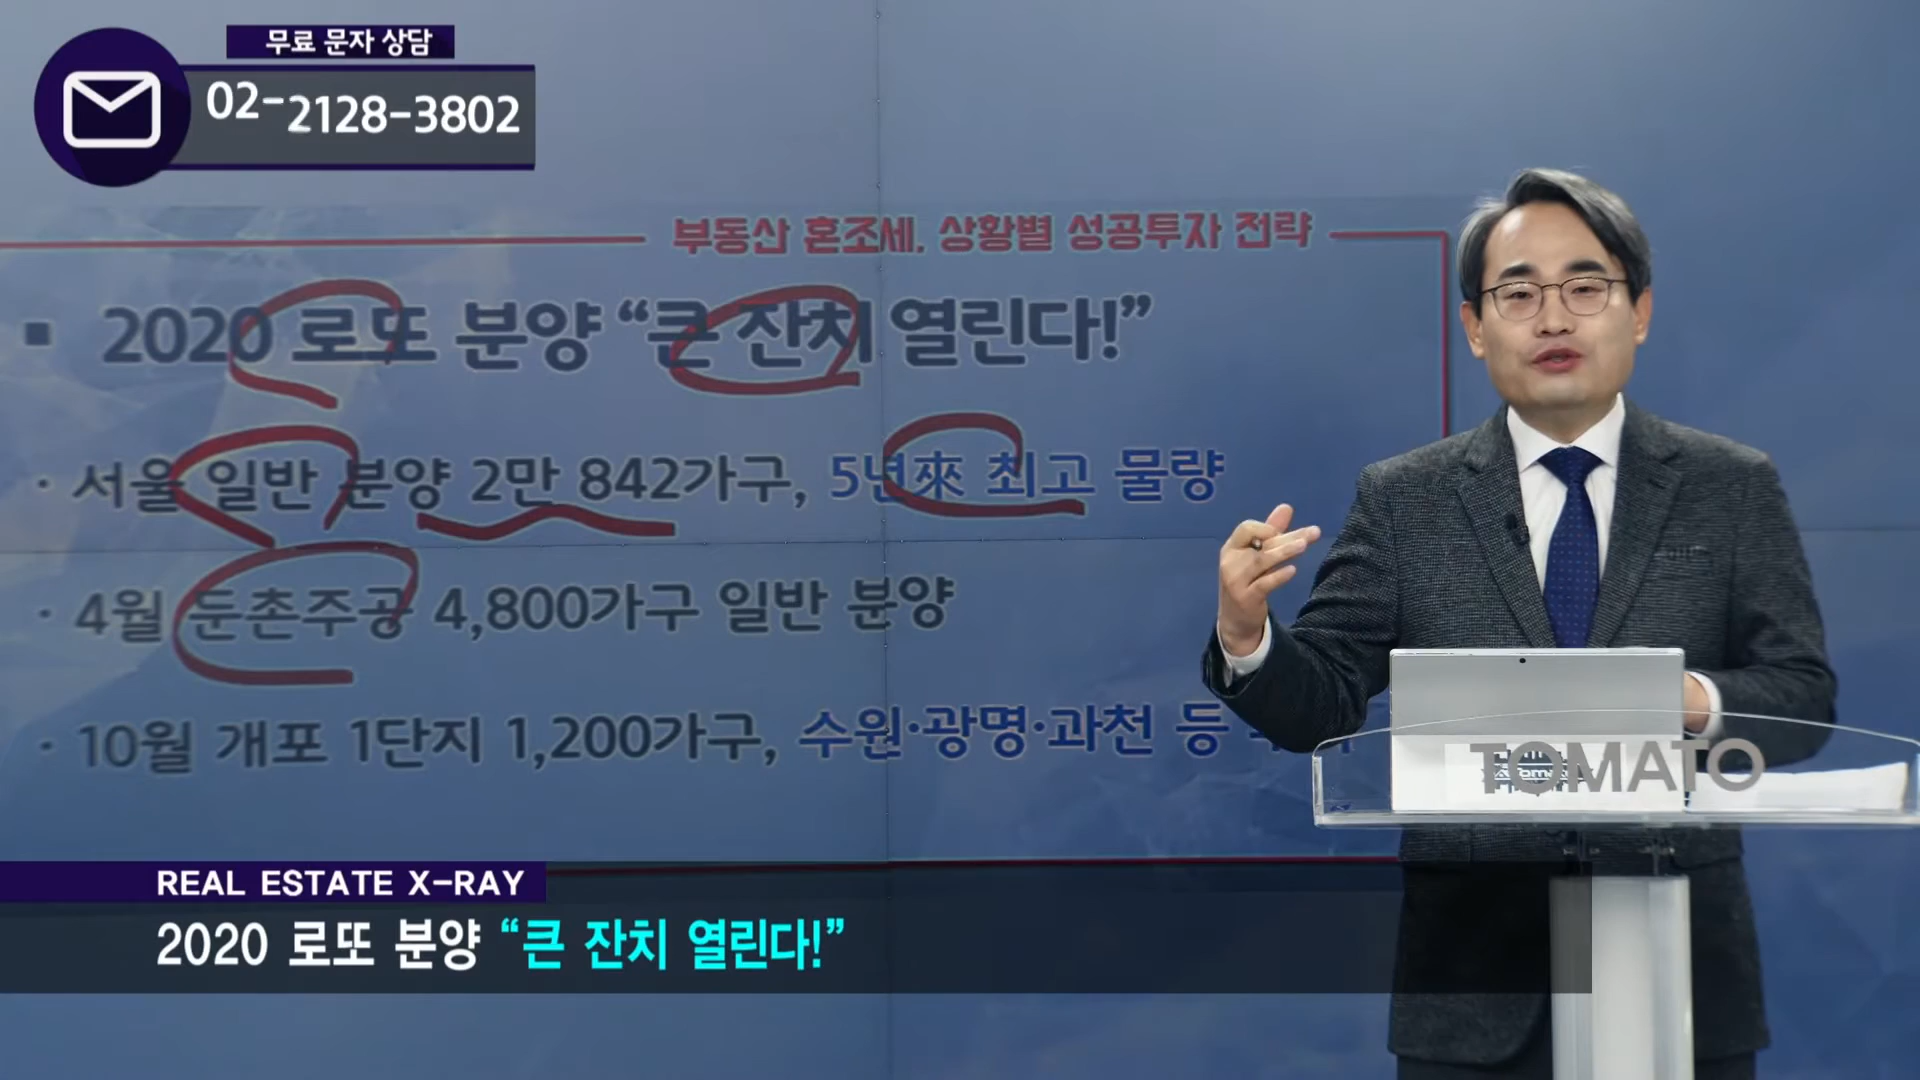 무료 문자 상담
02-2128-3802
부동산 혼조세, 상황별 성공투자 전략
▪ 2020 로또 분양 “큰 잔치 열린다!”
· 서울 일반 분양 2만 842가구, 5년來 최고 물량
· 4월 둔촌주공 4,800가구 일반 분양
· 10월 개포 1단지 1,200가구, 수원·광명·과천 등
TOMATO
REAL ESTATE X-RAY
2020 로또 분양 “큰 잔치 열린다!”